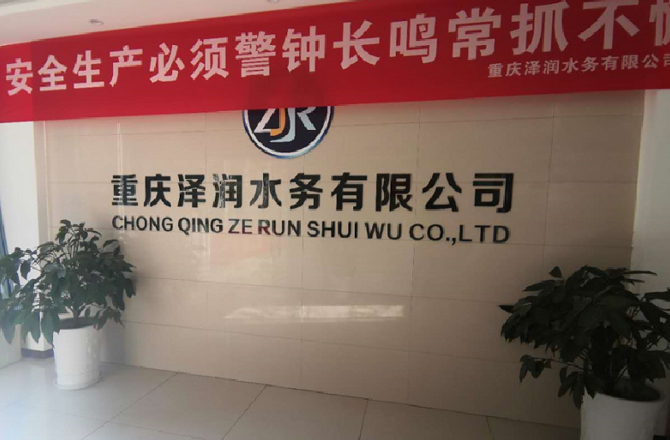 安全生产必须警钟长鸣常抓不
重庆泽润水务有限公司
重庆泽润水务有限公司
CHONG QING ZE RUN SHUI WU CO.,LTD